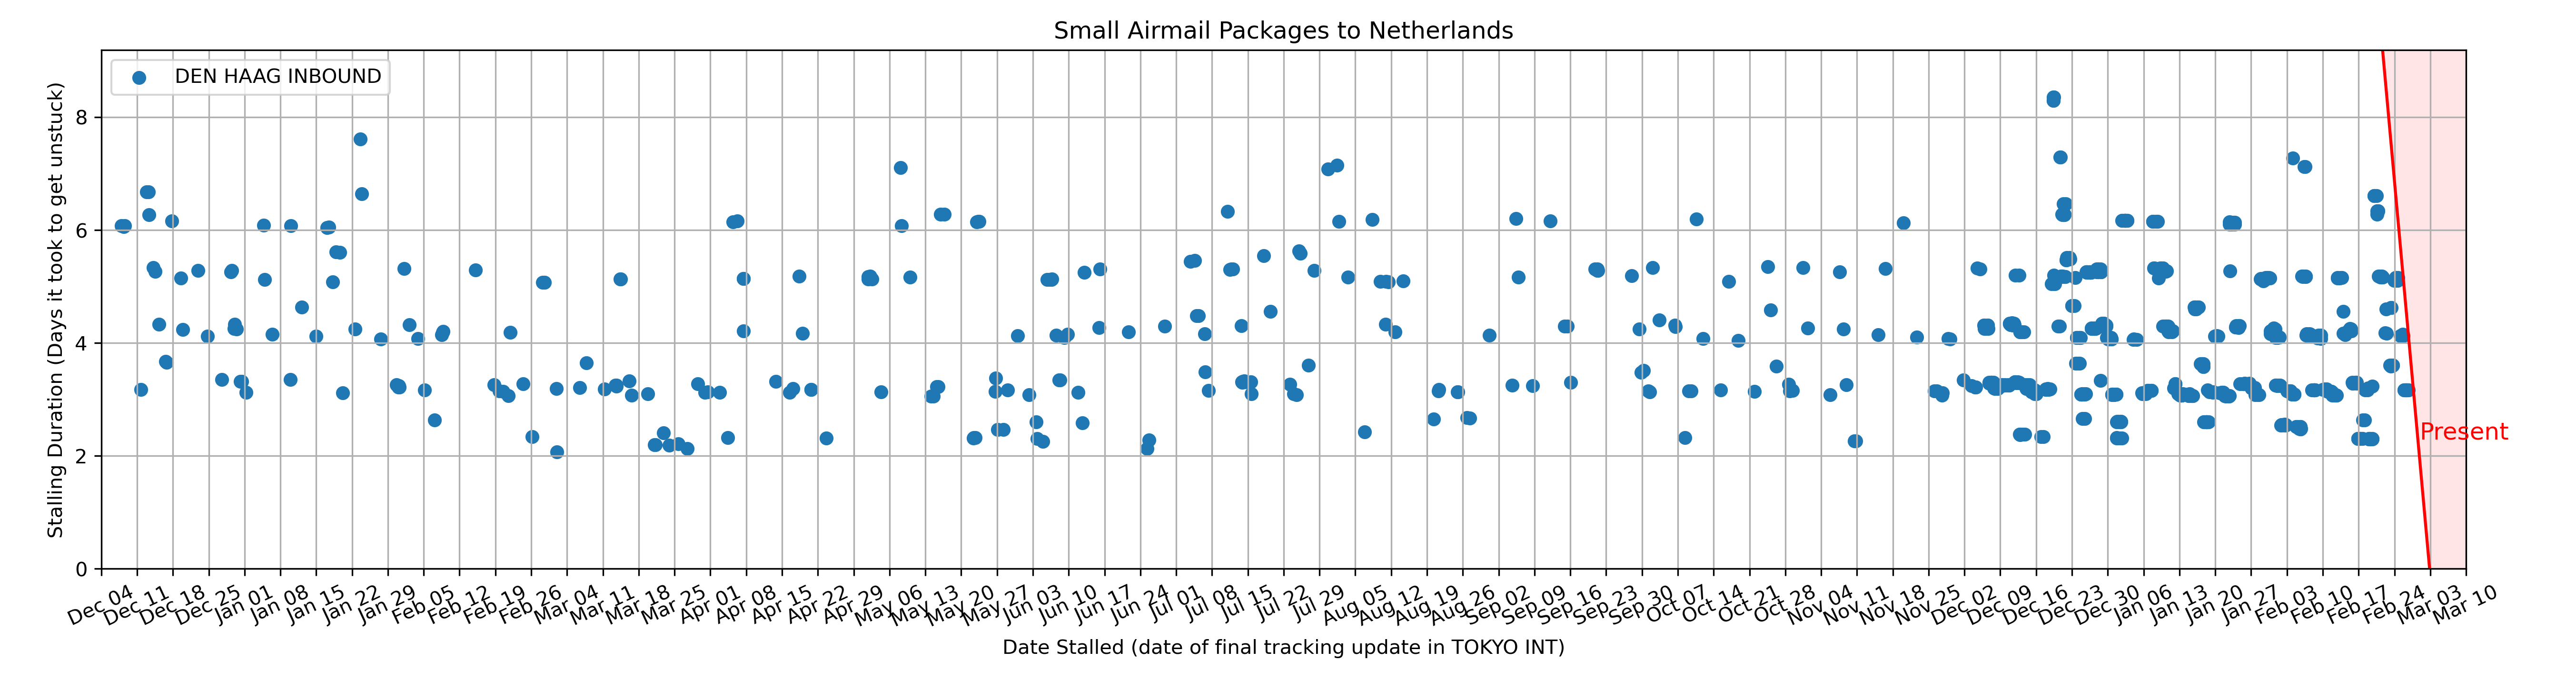 Small Airmail Packages to Netherlands
DEN HAAG INBOUND
Stalling Duration (Days it took to get unstuck)
8
6
4
2
0
Present
Dec 04
Dec 11
Dec 18
Dec 25
Jan 01
Jan 08
Jan 15
Jan 22
Jan 29
Feb 05
Feb 12
Feb 19
Feb 26
Mar 04
Mar 11
Mar 18
Mar 25
Apr 01
Apr 08
Apr 15
Apr 22
Apr 29
May 06
May 13
May 20
May 27
Jun 03
Jun 10
Jun 17
Jun 24
Jul 01
Jul 08
Jul 15
Jul 22
Jul 29
Aug 05
Aug 12
Aug 19
Aug 26
Sep 02
Sep 09
Sep 16
Sep 23
Sep 30
Oct 07
Oct 14
Oct 21
Oct 28
Nov 04
Nov 11
Nov 18
Nov 25
Dec 02
Dec 09
Dec 16
Dec 23
Dec 30
Jan 06
Jan 13
Jan 20
Jan 27
Feb 03
Feb 10
Feb 17
Feb 24
Mar 03
Mar 10
Date Stalled (date of final tracking update in TOKYO INT)